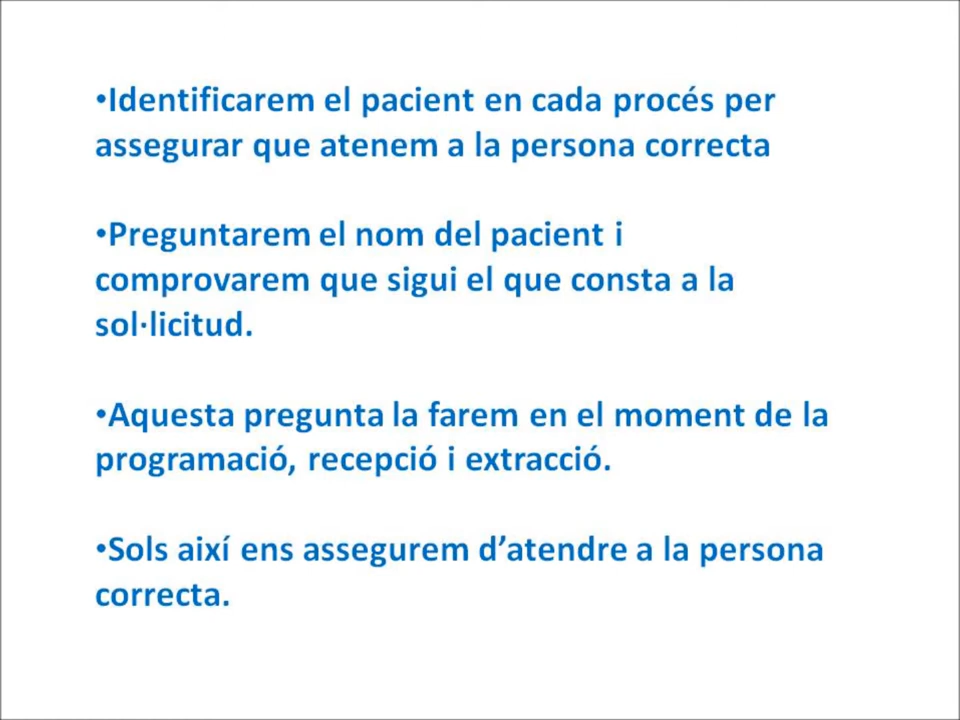 •Identificarem el pacient en cada procés per
assegurar que atenem a la persona correcta
•Preguntarem el nom del pacient i
comprovarem que sigui el que consta a la
sol·licitud.
•Aquesta pregunta la farem en el moment de la
programació, recepció i extracció.
•Sols així ens assegurem d’atendre a la persona
correcta.